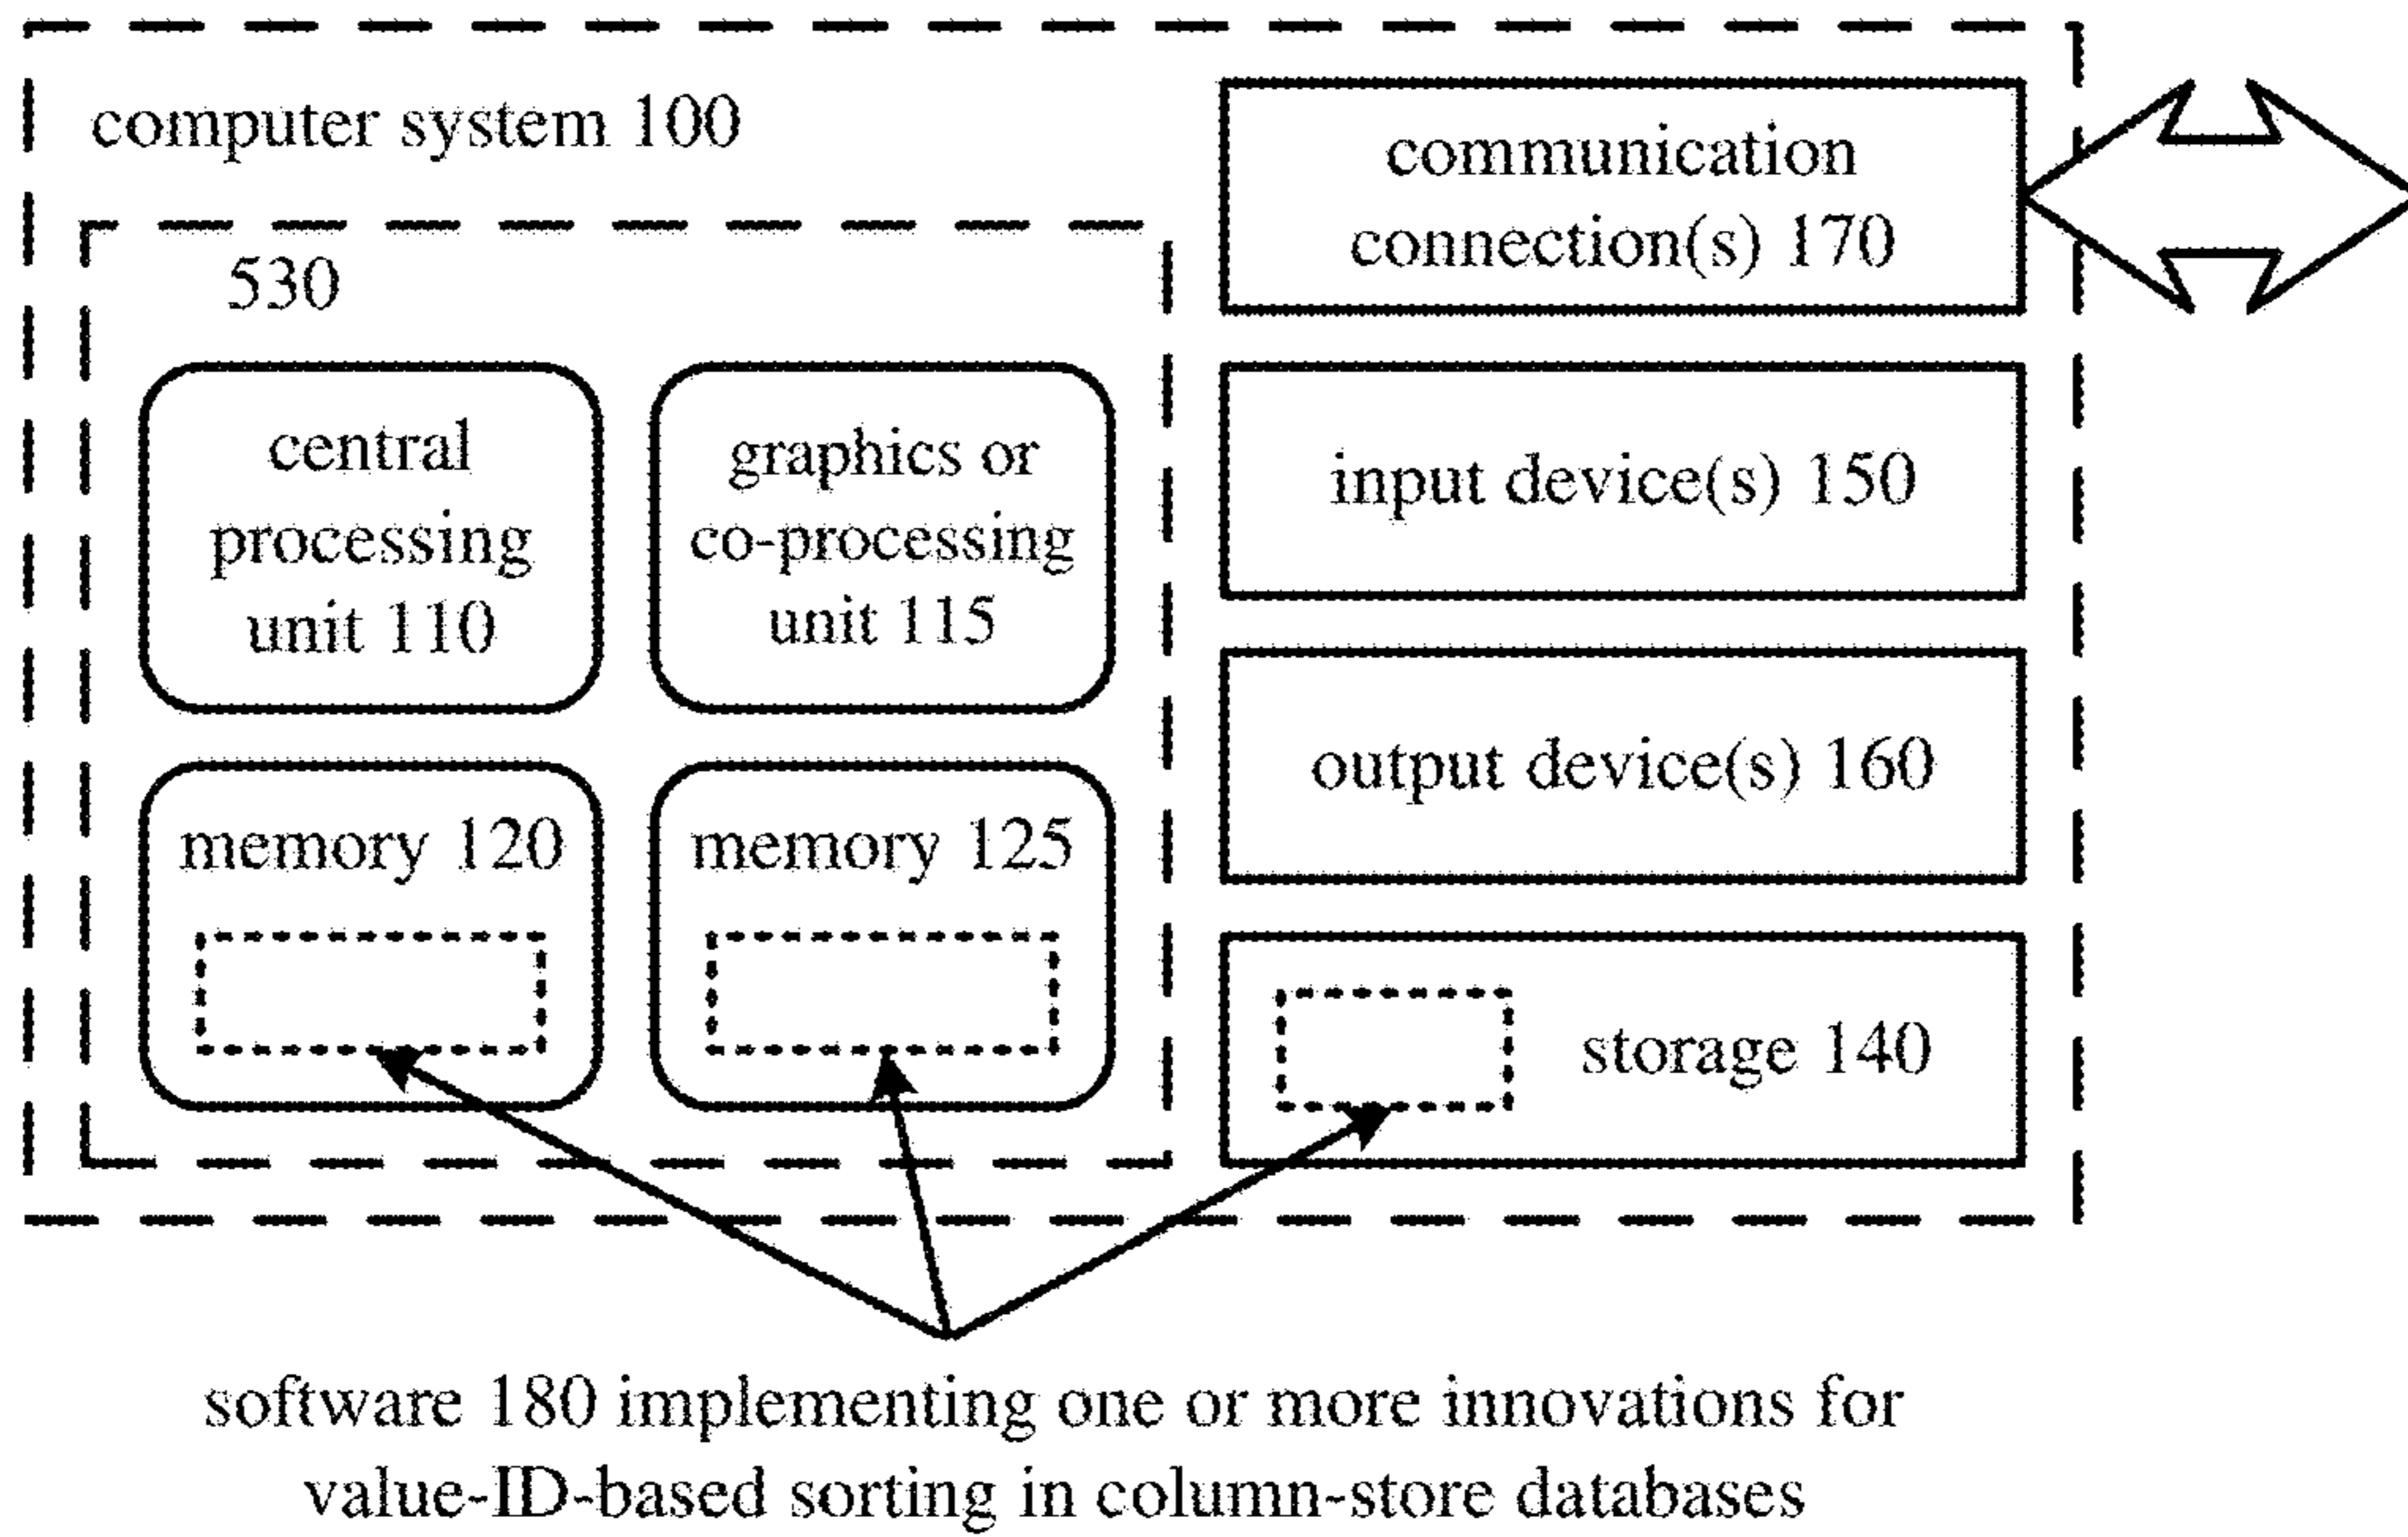 computer system 100
530
central
processing
unit 110
graphics or
co-processing
unit 115
memory 120
memory 125
communication
connection(s) 170
input device(s) 150
output device(s) 160
storage 140
software 180 implementing one or more innovations for
value-ID-based sorting in column-store databases